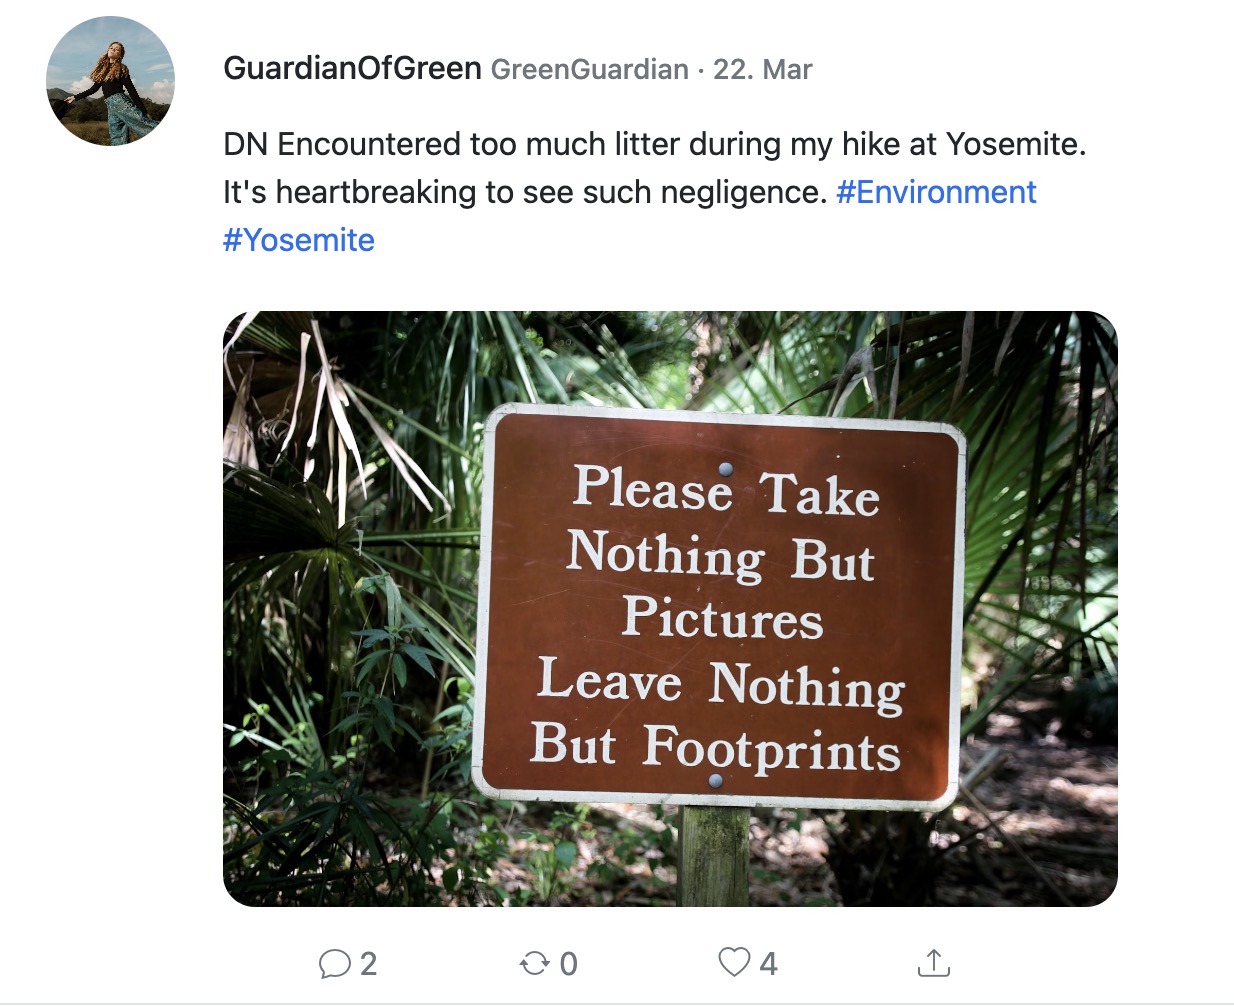 GuardianOfGreen GreenGuardian · 22. Mar
DN Encountered too much litter during my hike at Yosemite.
It's heartbreaking to see such negligence. #Environment
#Yosemite
Please Take
Nothing But
Pictures
Leave Nothing
But Footprints
2 0 4